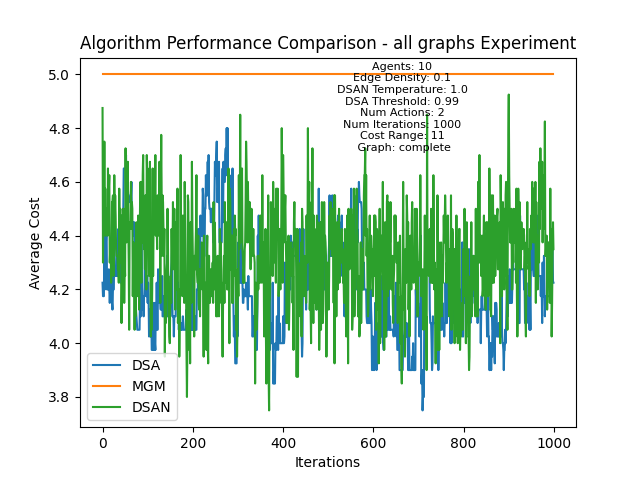 Algorithm Performance Comparison - all graphs Experiment
Agents: 10
Edge Density: 0.1
DSAN Temperature: 1.0
DSA Threshold: 0.99
Num Actions: 2
Num Iterations: 1000
Cost Range: 11
Graph: complete
5.0
4.8
4.6
4.4
4.2
4.0
3.8
Average Cost
DSA
MGM
DSAN
0
200
400
600
800
1000
Iterations